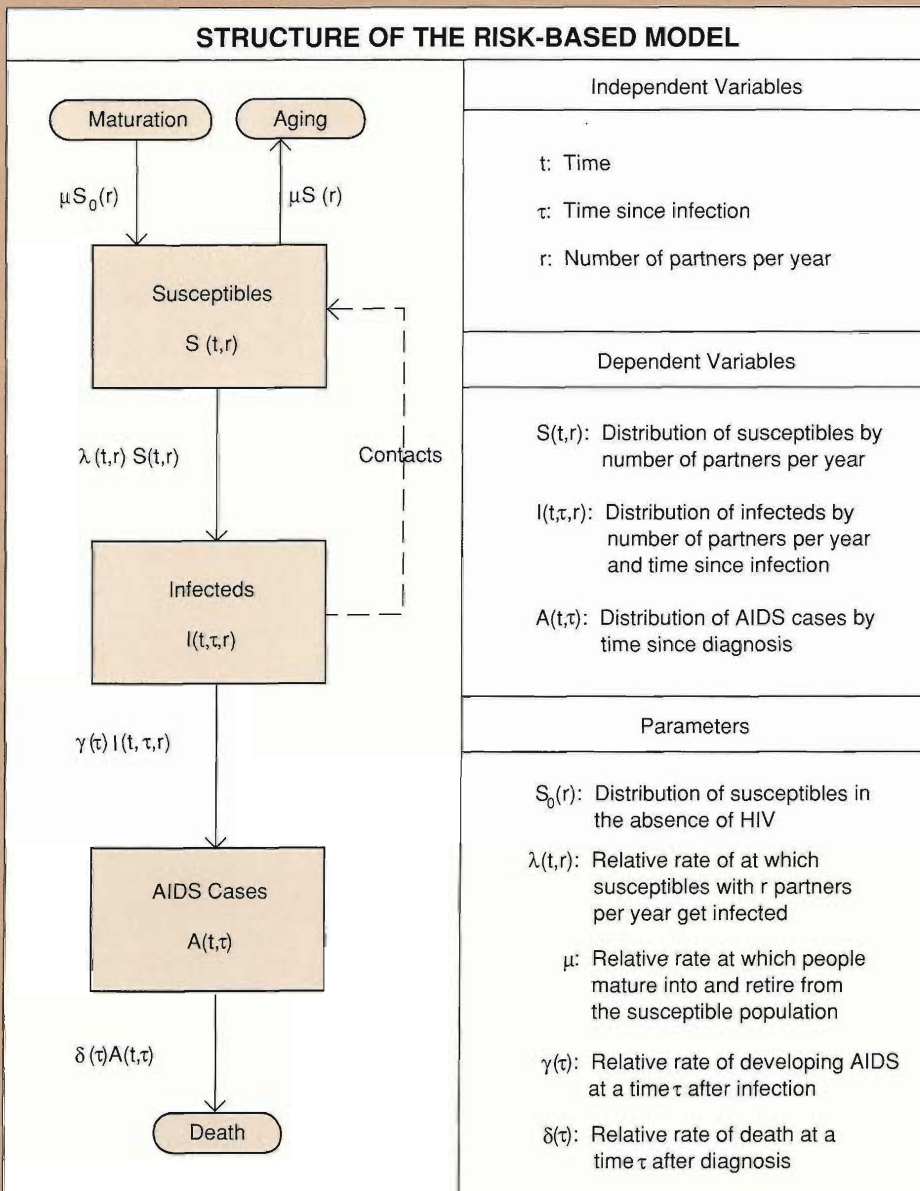 STRUCTURE OF THE RISK-BASED MODEL
Maturation
Aging
μS₀(r)
μS (r)
Susceptibles
S (t,r)
λ (t,r) S(t,r)
Contacts
Infecteds
I(t,τ,r)
γ(τ) I(t, τ,r)
AIDS Cases
A(t,τ)
δ(τ)A(t,τ)
Death
Independent Variables
t: Time
τ: Time since infection
r: Number of partners per year
Dependent Variables
S(t,r): Distribution of susceptibles by
number of partners per year
I(t,τ,r): Distribution of infecteds by
number of partners per year
and time since infection
A(t,τ): Distribution of AIDS cases by
time since diagnosis
Parameters
S₀(r): Distribution of susceptibles in
the absence of HIV
λ(t,r): Relative rate of at which
susceptibles with r partners
per year get infected
μ: Relative rate at which people
mature into and retire from
the susceptible population
γ(τ): Relative rate of developing AIDS
at a time τ after infection
δ(τ): Relative rate of death at a
time τ after diagnosis